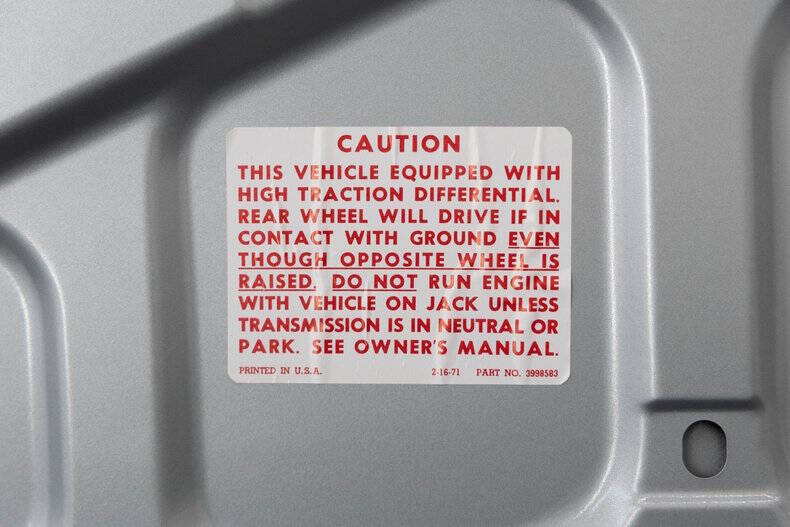 CAUTION
THIS VEHICLE EQUIPPED WITH
HIGH TRACTION DIFFERENTIAL.
REAR WHEEL WILL DRIVE IF IN
CONTACT WITH GROUND EVEN
THOUGH OPPOSITE WHEEL IS
RAISED. DO NOT RUN ENGINE
WITH VEHICLE ON JACK UNLESS
TRANSMISSION IS IN NEUTRAL OR
PARK. SEE OWNER'S MANUAL.
PRINTED IN U.S.A. 2-16-71 PART NO. 3998583